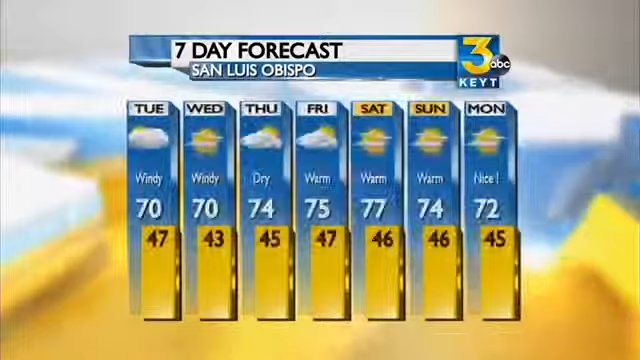 7 DAY FORECAST
SAN LUIS OBISPO
3 abc
KEYT
TUE WED THU FRI SAT SUN MON
Windy Windy Dry Warm Warm Warm Nice !
70 70 74 75 77 74 72
47 43 45 47 46 46 45